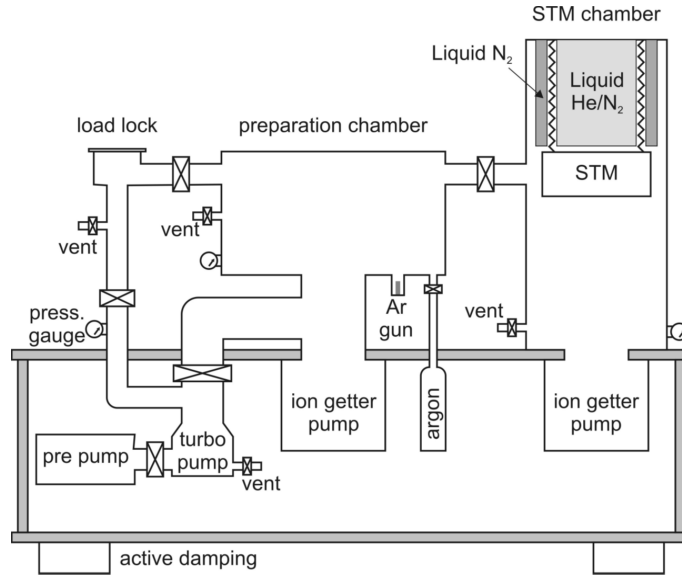 STM chamber
Liquid N2
Liquid
He/N2
load lock
preparation chamber
STM
vent
vent
press.
gauge
Ar
gun
vent
ion getter
pump
argon
ion getter
pump
pre pump
turbo
pump
vent
active damping